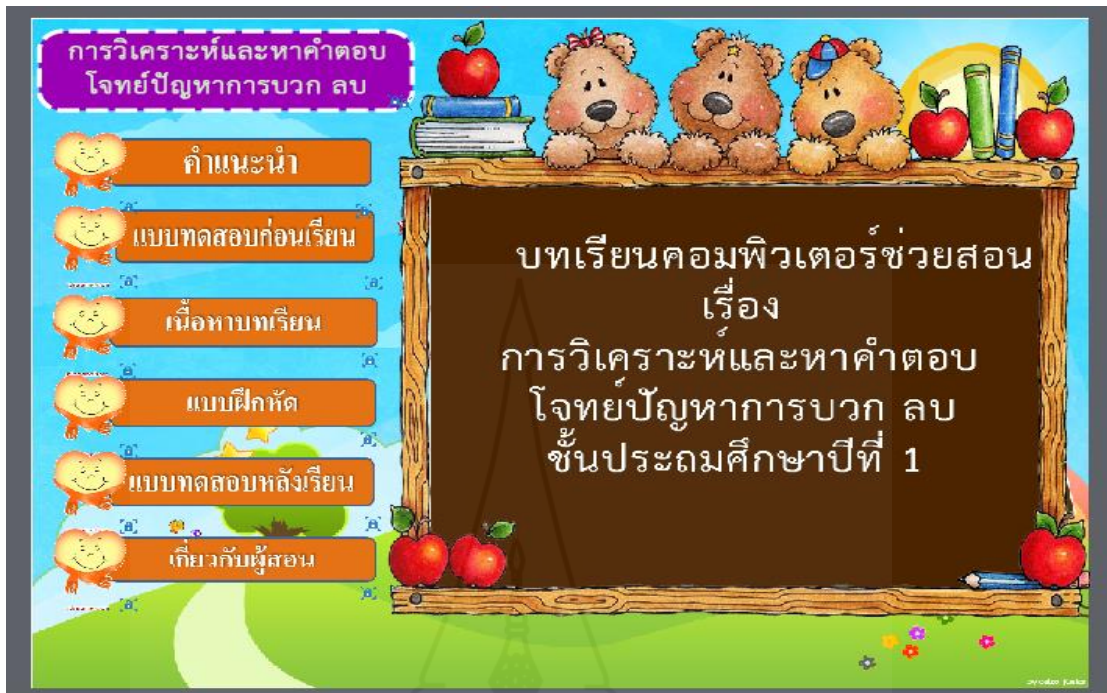 การวิเคราะห์และหาคำตอบ
โจทย์ปัญหาการบวก ลบ
คำแนะนำ
แบบทดสอบก่อนเรียน
เนื้อหาบทเรียน
แบบฝึกหัด
แบบทดสอบหลังเรียน
เกี่ยวกับผู้สอน
บทเรียนคอมพิวเตอร์ช่วยสอน
เรื่อง
การวิเคราะห์และหาคำตอบ
โจทย์ปัญหาการบวก ลบ
ชั้นประถมศึกษาปีที่ 1